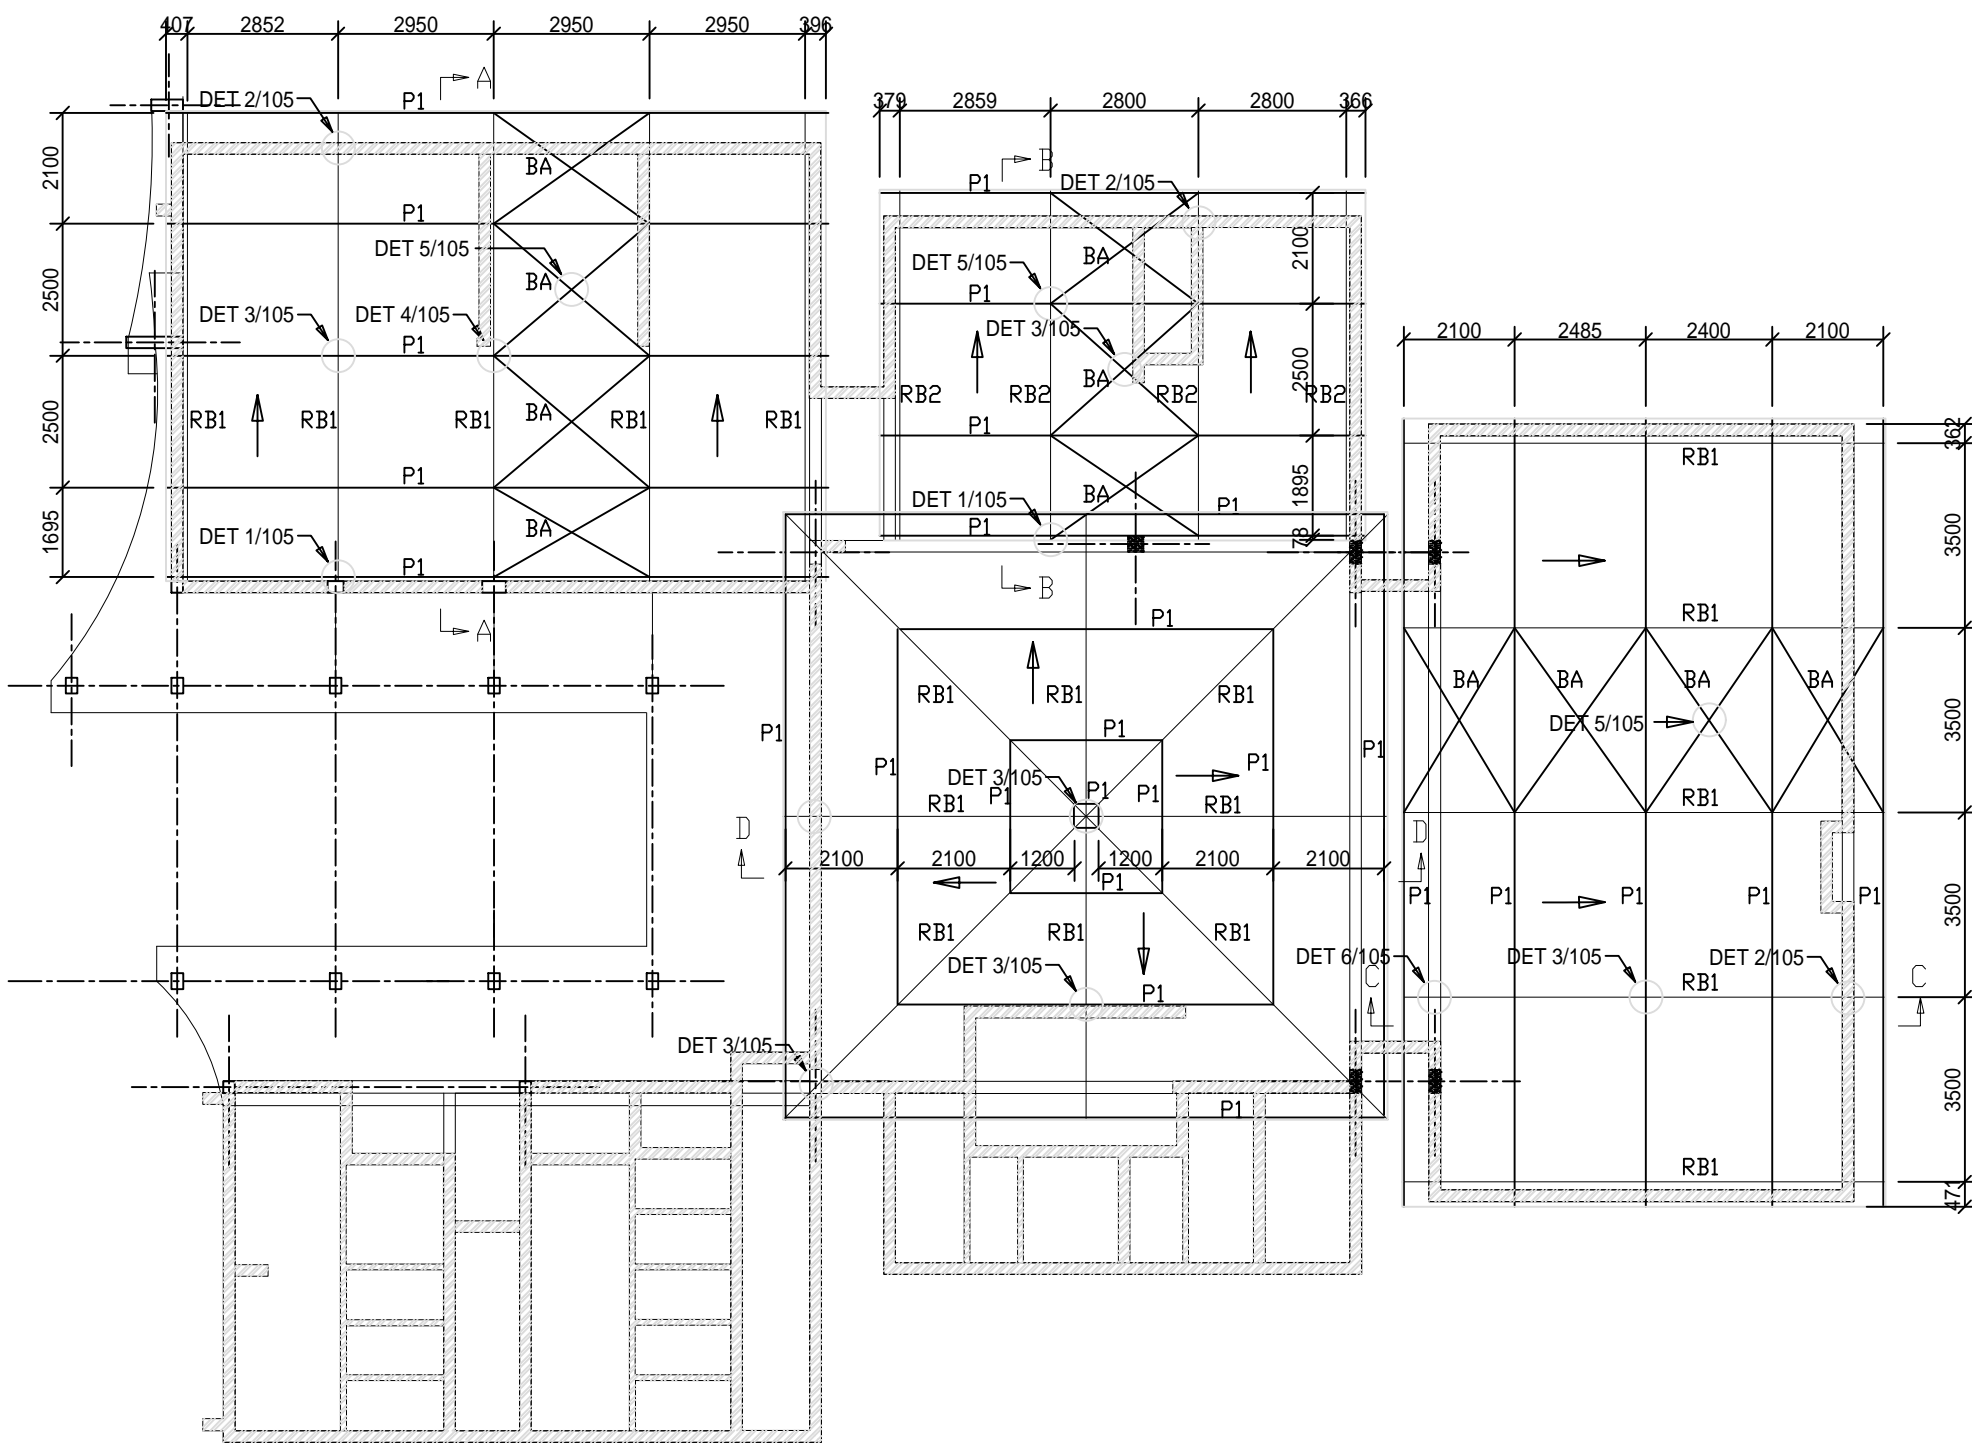 407 2852 2950 2950 2950 396
A
DET 2/105 P1
379 2859 2800 2800 366
2100
BA
B
P1 DET 2/105
P1
DET 5/105
2100
BA
DET 5/105
P1
2500
BA
DET 3/105 DET 4/105
P1
DET 3/105
2100 2485 2400 2100
BA
2500
RB2 RB2 RB2 RB2
2500
RB1 RB1 RB1 BA RB1 RB1
P1
362
RB1
P1
BA
1895
DET 1/105
P1
P1
1695
DET 1/105
BA
78
3500
P1
B
A
P1
RB1
RB1 RB1 RB1
BA BA BA BA
DET 5/105
3500
P1
P1
P1
P1
P1
DET 3/105
P1 P1 P1
RB1 RB1
RB1
D
D
2100 2100 1200 1200 2100 2100
P1
P1 P1 P1 P1 P1
3500
RB1 RB1 RB1
DET 3/105
DET 6/105 DET 3/105 DET 2/105
C
RB1
C
P1
DET 3/105
3500
P1
RB1
471